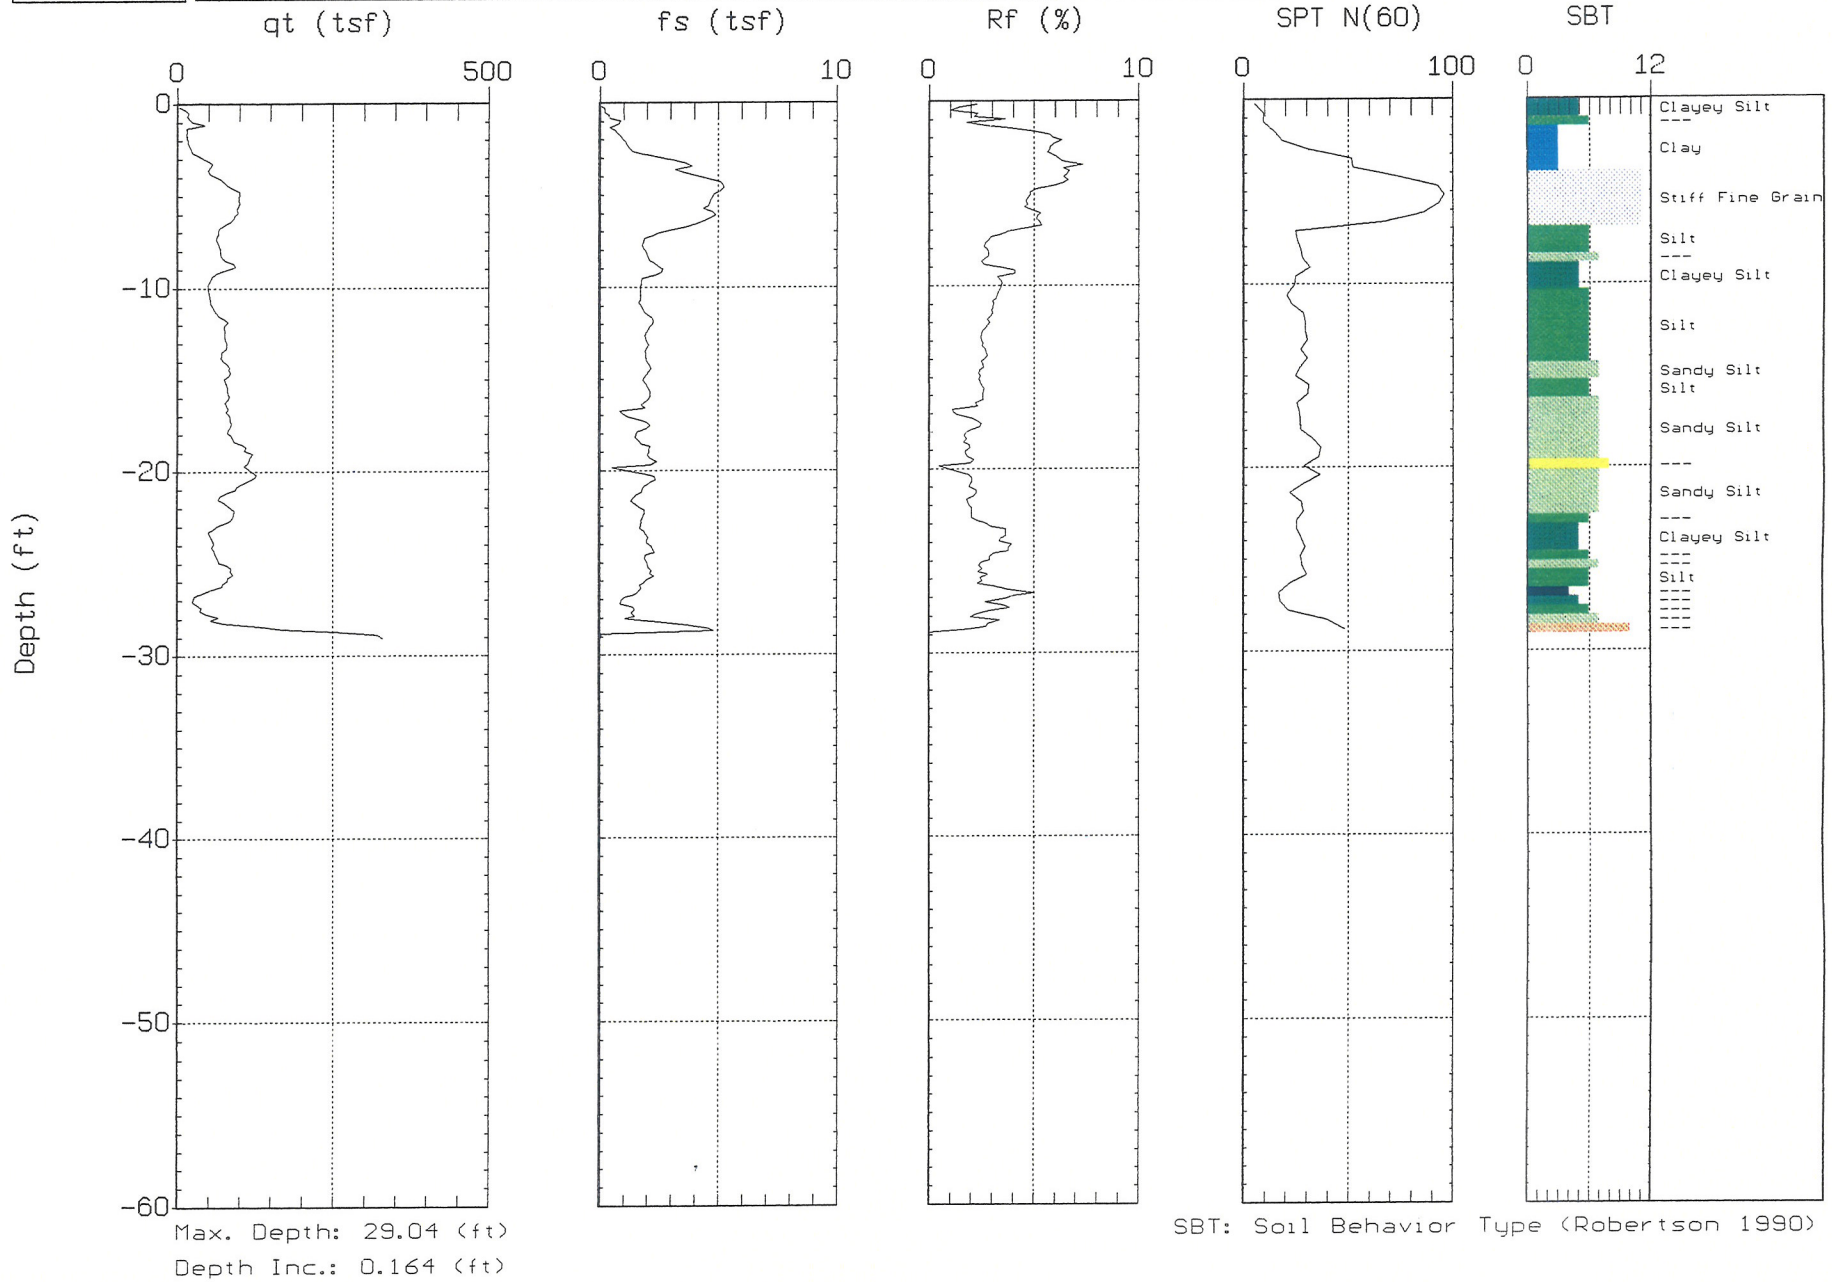 qt (tsf) fs (tsf) Rf (%) SPT N(60) SBT
0 500 0 10 0 10 0 100 0 12
0
-10
-20
-30
-40
-50
-60
Depth (ft)
Clayey Silt
---
Clay
Stiff Fine Grain
Silt
---
Clayey Silt
Silt
Sandy Silt
Silt
Sandy Silt
---
Sandy Silt
---
Clayey Silt
---
---
Silt
---
---
---
---
---
Max. Depth: 29.04 (ft)
Depth Inc.: 0.164 (ft)
SBT: Soil Behavior Type (Robertson 1990)